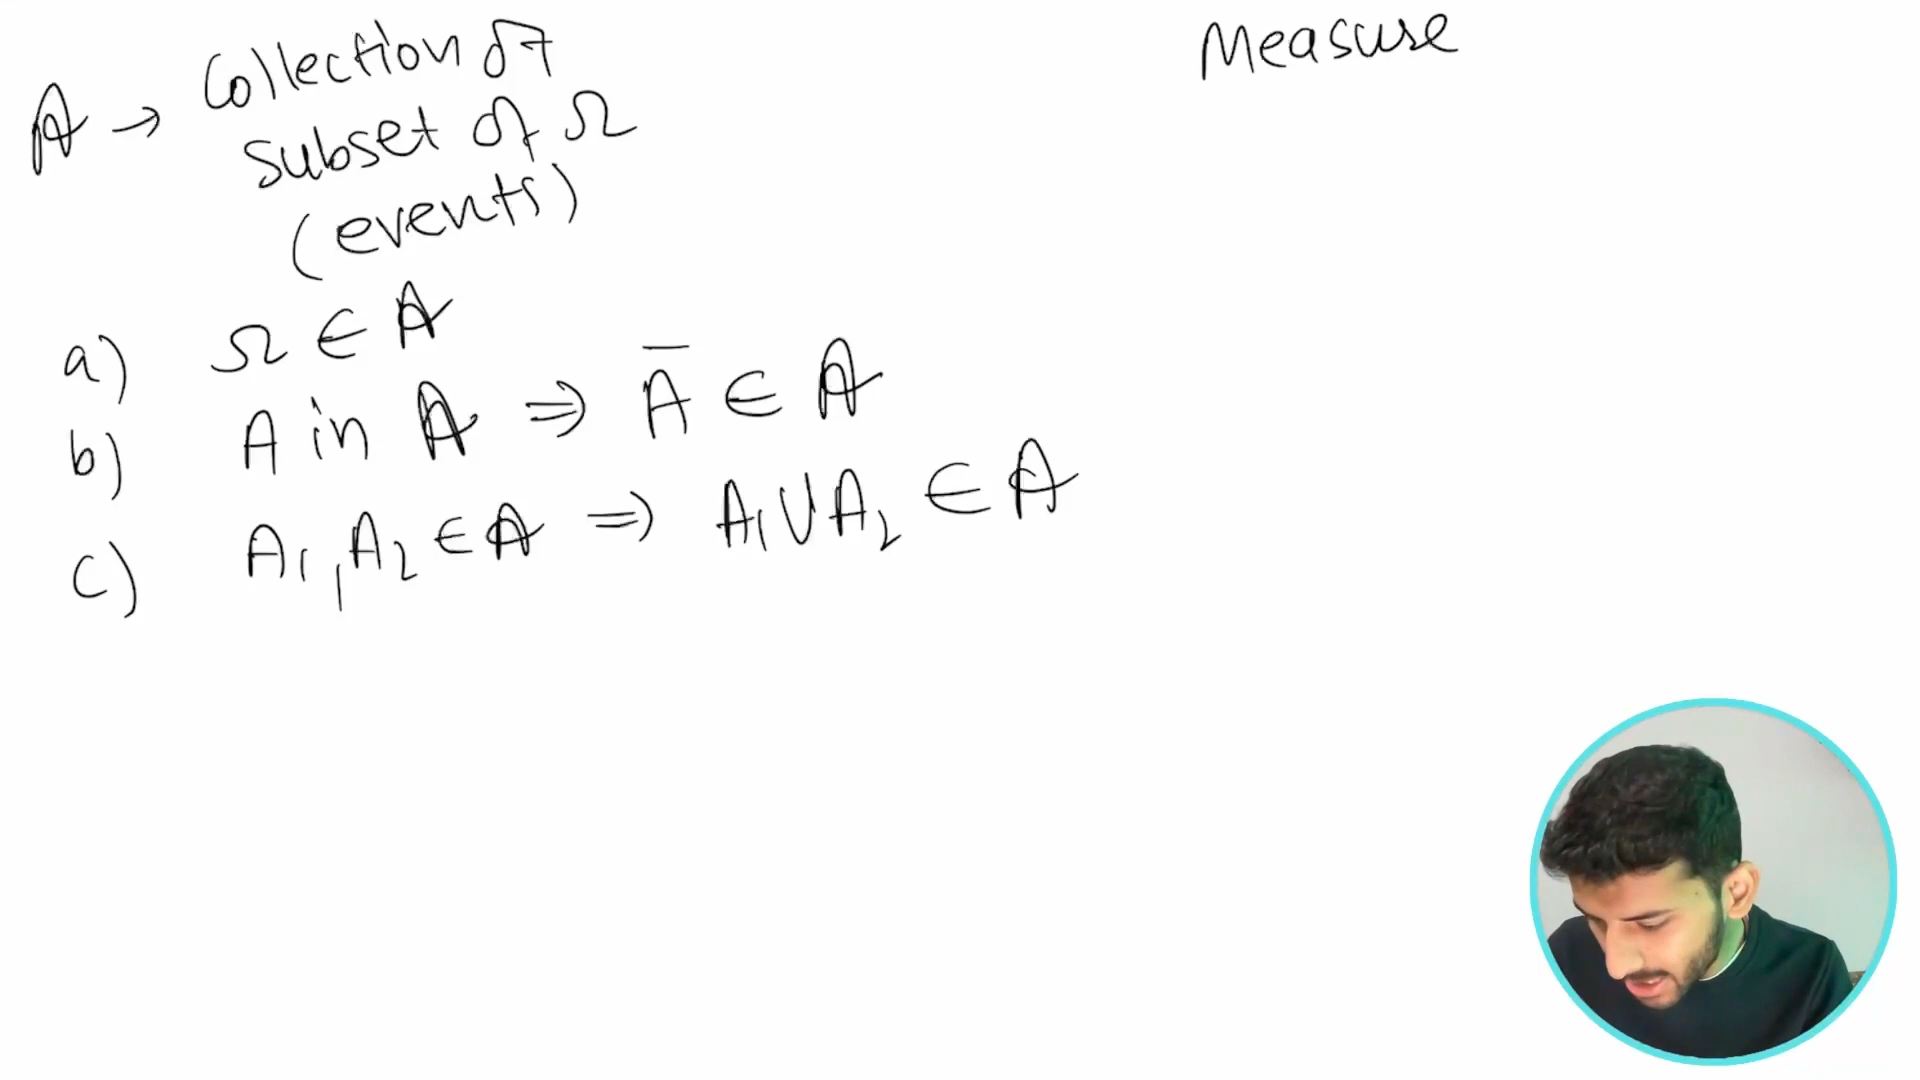 𝔸 → Collection of
subset of Ω
(events)
a) Ω ∈ 𝔸
b) A in 𝔸 ⇒ A̅ ∈ 𝔸
c) A₁, A₂ ∈ 𝔸 ⇒ A₁ ∪ A₂ ∈ 𝔸
Measure